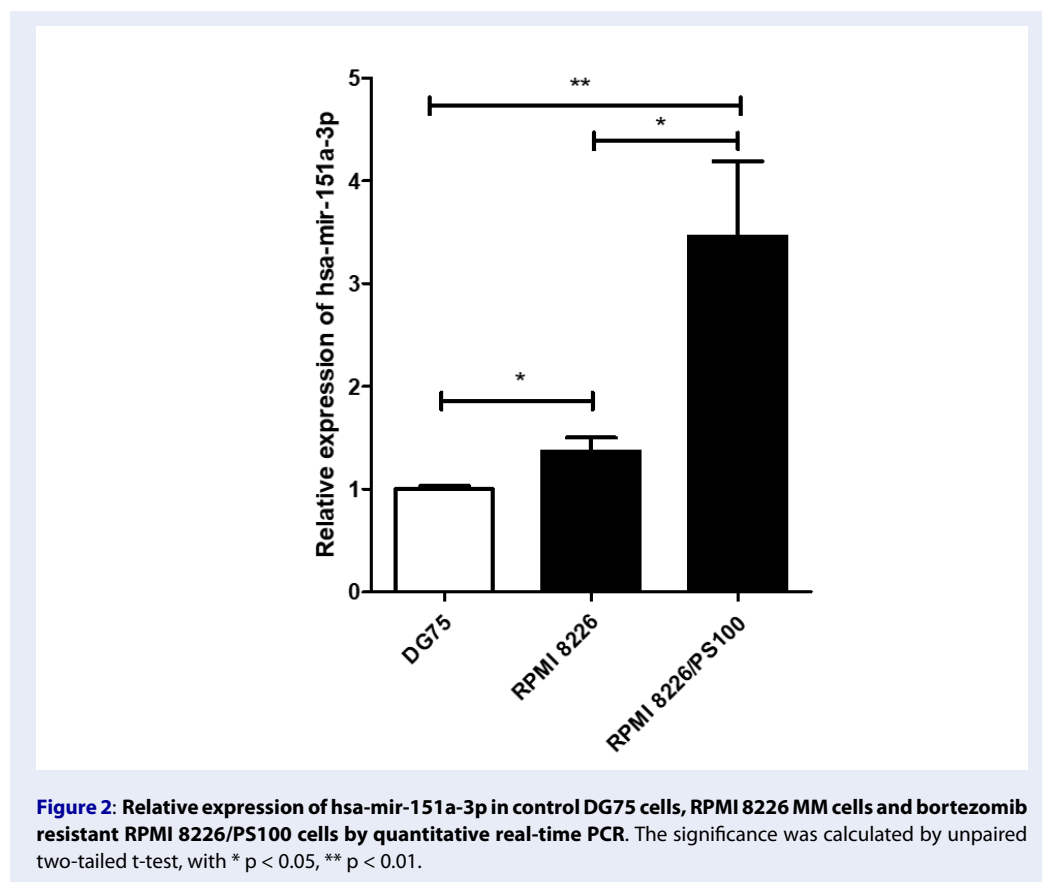 5
**
*
4
3
2
*
1
0
Relative expression of hsa-mir-151a-3p
DG75
RPMI 8226
RPMI 8226/PS100
Figure 2: Relative expression of hsa-mir-151a-3p in control DG75 cells, RPMI 8226 MM cells and bortezomib
resistant RPMI 8226/PS100 cells by quantitative real-time PCR. The significance was calculated by unpaired
two-tailed t-test, with * p < 0.05, ** p < 0.01.